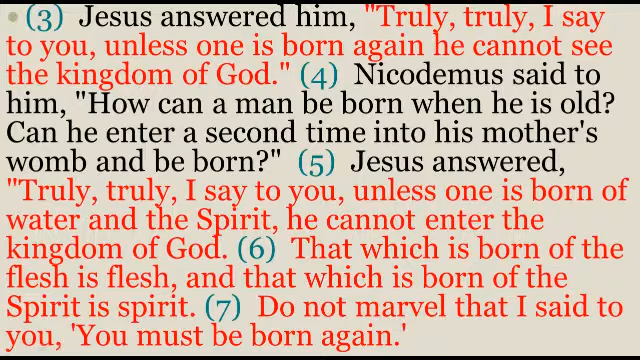 • (3) Jesus answered him, "Truly, truly, I say
to you, unless one is born again he cannot see
the kingdom of God." (4) Nicodemus said to
him, "How can a man be born when he is old?
Can he enter a second time into his mother's
womb and be born?" (5) Jesus answered,
"Truly, truly, I say to you, unless one is born of
water and the Spirit, he cannot enter the
kingdom of God. (6) That which is born of the
flesh is flesh, and that which is born of the
Spirit is spirit. (7) Do not marvel that I said to
you, 'You must be born again.'